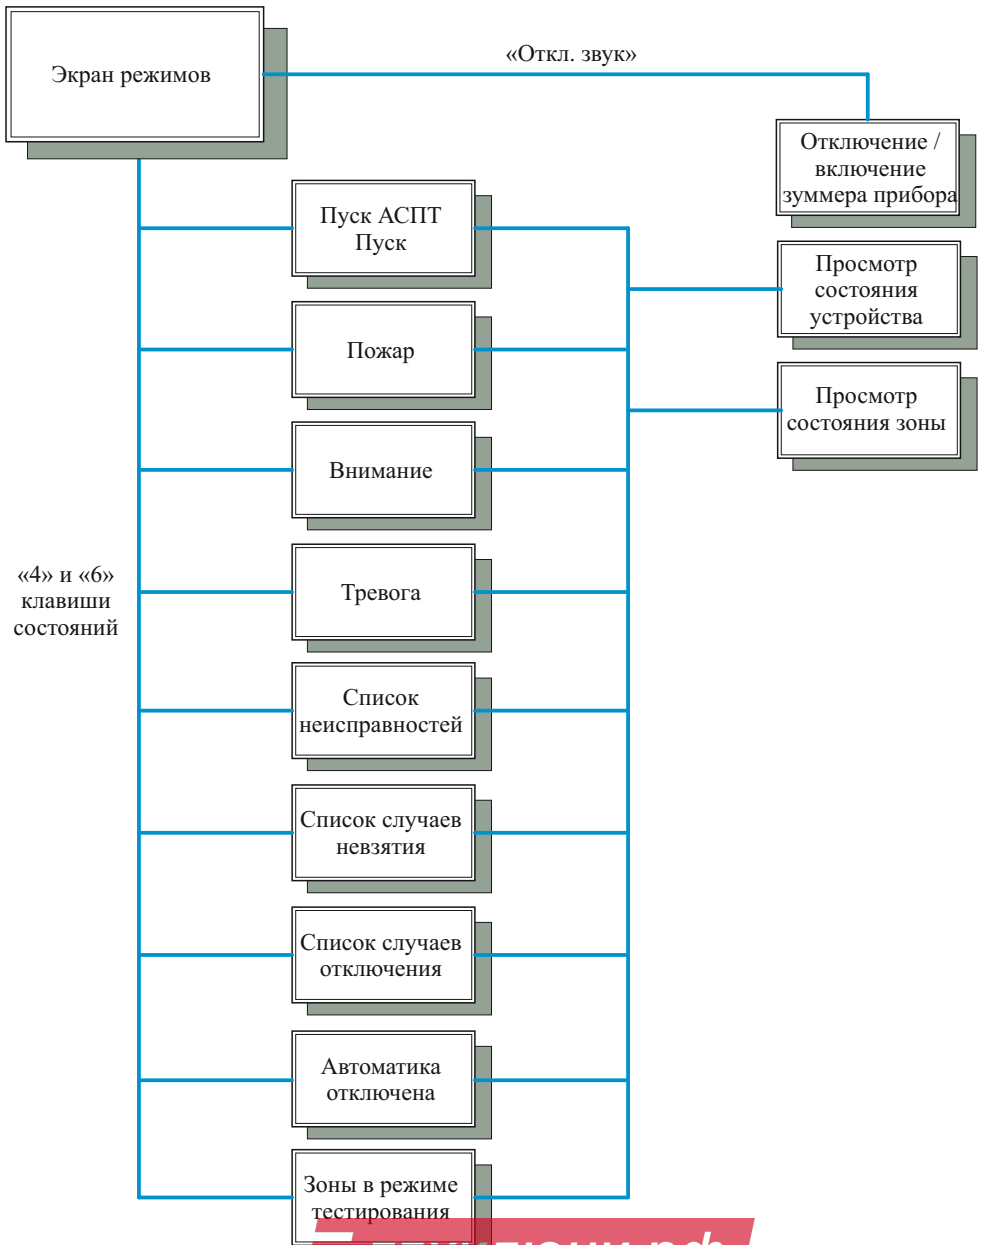 Экран режимов
«Откл. звук»
Отключение /
включение
зуммера прибора
Пуск АСПТ
Пуск
Просмотр
состояния
устройства
Пожар
Просмотр
состояния зоны
Внимание
«4» и «6»
клавиши
состояний
Тревога
Список
неисправностей
Список случаев
невзятия
Список случаев
отключения
Автоматика
отключена
Зоны в режиме
тестирования